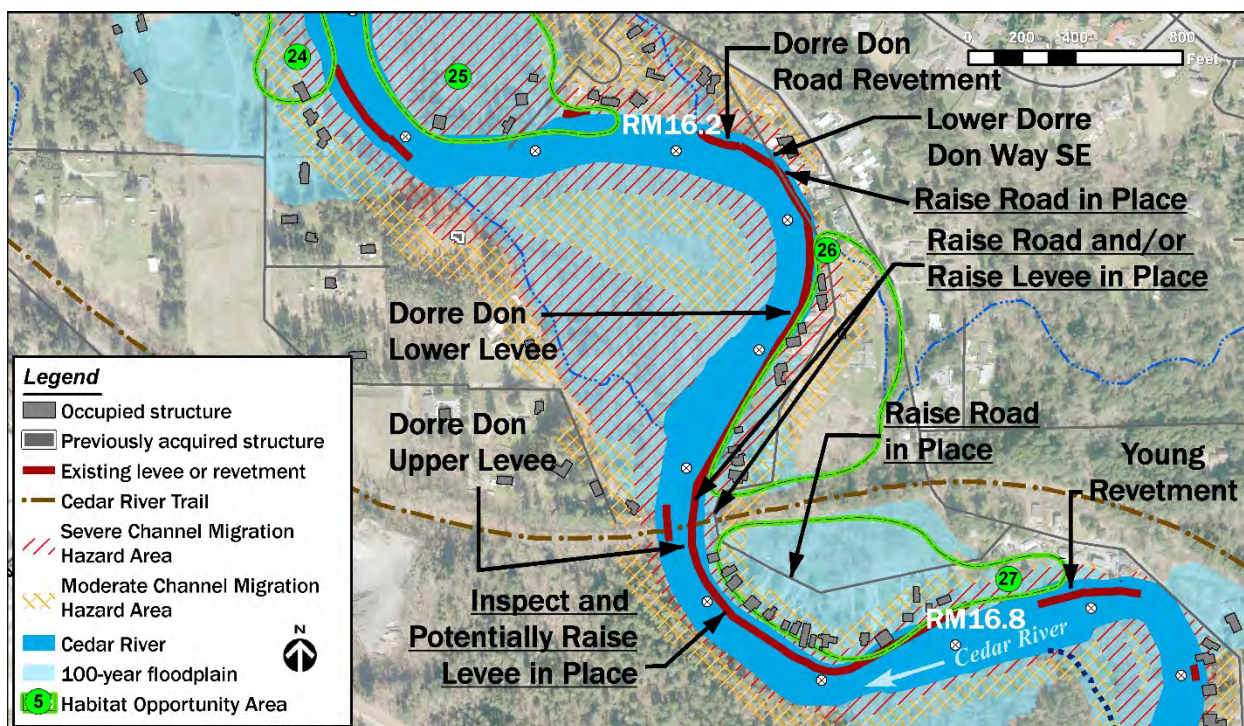 24
25
RM16.2
Dorre Don
Road Revetment
0 200 400 800
Feet
Lower Dorre
Don Way SE
Raise Road in Place
Raise Road and/or
Raise Levee in Place
26
Dorre Don
Lower Levee
Dorre Don
Upper Levee
Raise Road
in Place
Young
Revetment
27
RM16.8
Cedar River
Inspect and
Potentially Raise
Levee in Place
Legend
Occupied structure
Previously acquired structure
Existing levee or revetment
Cedar River Trail
Severe Channel Migration
Hazard Area
Moderate Channel Migration
Hazard Area
Cedar River
100-year floodplain
5 Habitat Opportunity Area
N